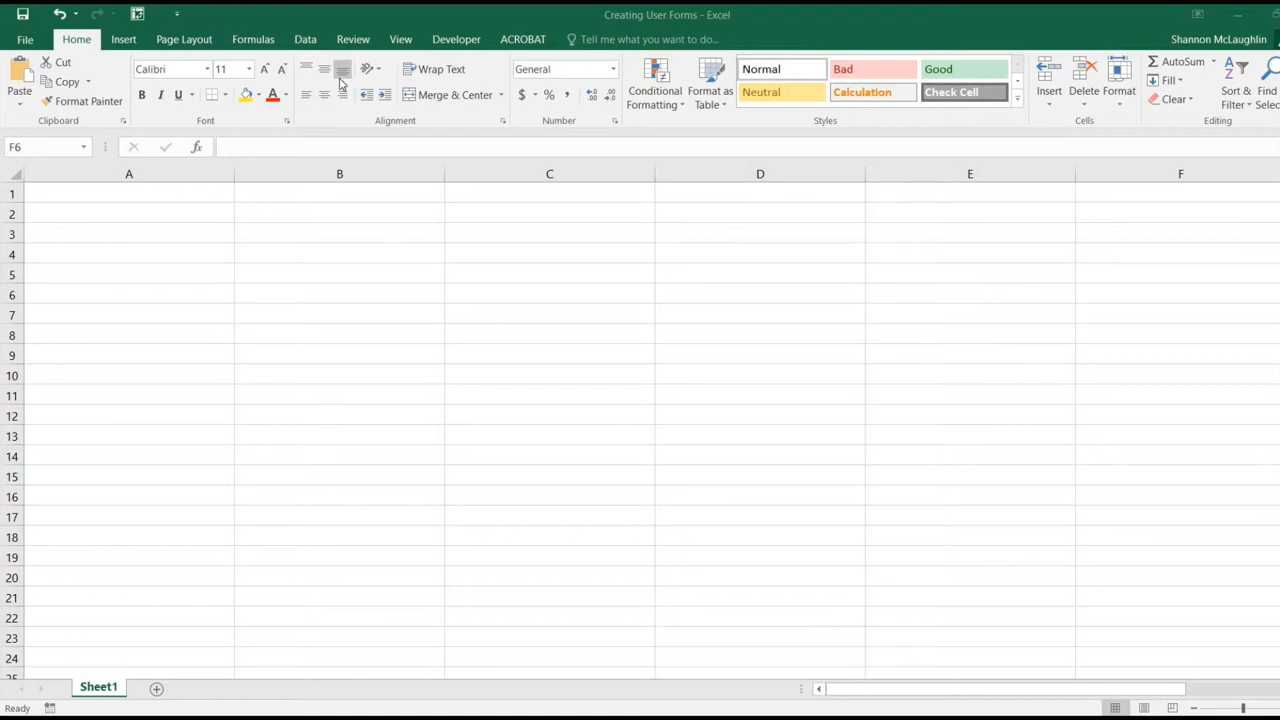 Creating User Forms - Excel
File Home Insert Page Layout Formulas Data Review View Developer ACROBAT Tell me what you want to do... Shannon McLaughlin
Cut
Copy
Format Painter
Paste
Clipboard
Calibri 11
B I U
Font
Wrap Text
Merge & Center
Alignment
General
$ % ,
Number
Conditional
Formatting
Format as
Table
Normal Bad Good
Neutral Calculation Check Cell
Styles
Insert Delete Format
Cells
AutoSum
Fill
Clear
Sort &
Filter
Find
Editing
F6 fx
A B C D E F
1
2
3
4
5
6
7
8
9
10
11
12
13
14
15
16
17
18
19
20
21
22
23
24
25
Sheet1
Ready